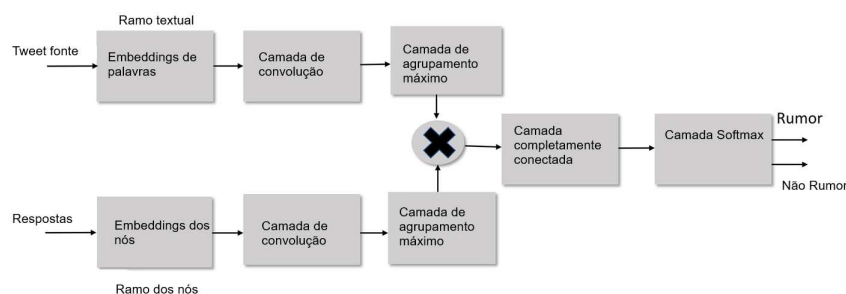 Ramo textual
Tweet fonte
Embeddings de
palavras
Camada de
convolução
Camada de
agrupamento
máximo
Camada
completamente
conectada
Camada Softmax
Rumor
Não Rumor
Respostas
Embeddings dos
nós
Camada de
convolução
Camada de
agrupamento
máximo
Ramo dos nós